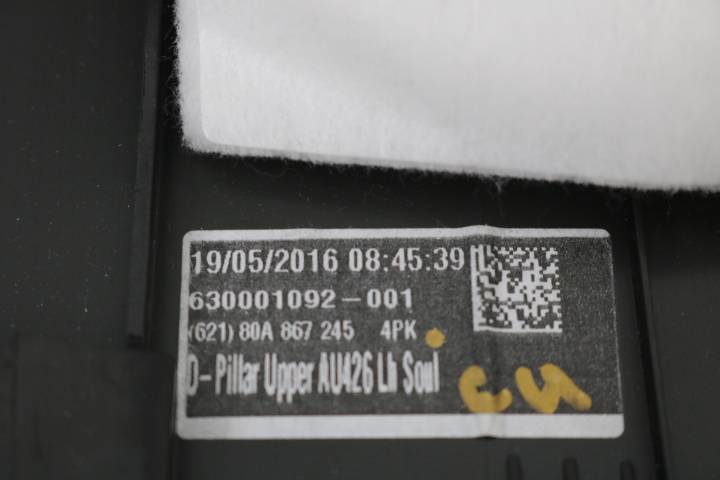 19/05/2016 08:45:39
630001092-001
(621) 80A 867 245 4PK
D-Pillar Upper AU426 Lh Soul